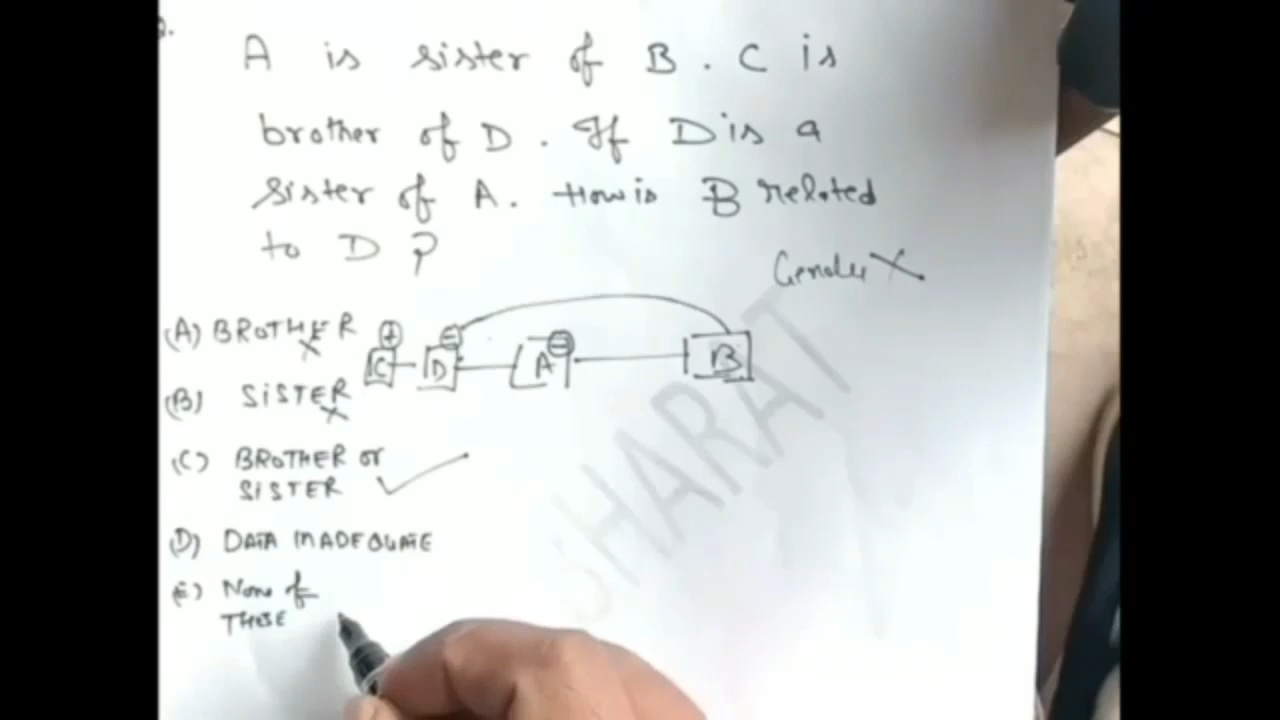 A is sister of B. C is
brother of D. If D is a
sister of A. How is B related
to D ?
Gender X
(A) BROTHER
C D A B
(B) SISTER
(C) BROTHER or
SISTER
(D) DATA INADEQUATE
(E) None of
THESE
BHARAT